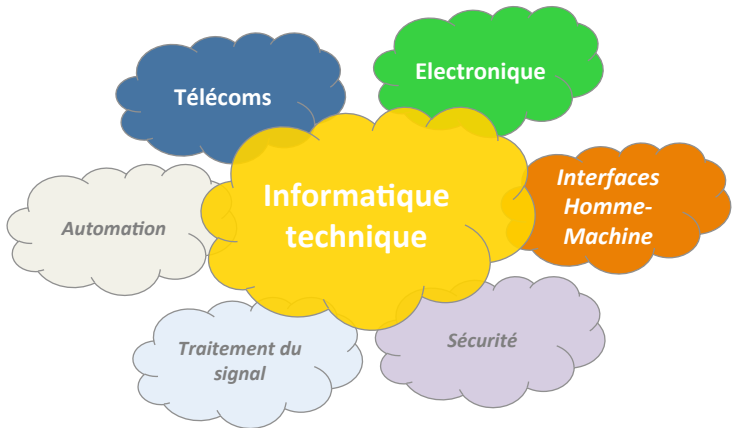 Electronique
Télécoms
Interfaces
Homme-
Machine
Informatique
technique
Automation
Sécurité
Traitement du
signal